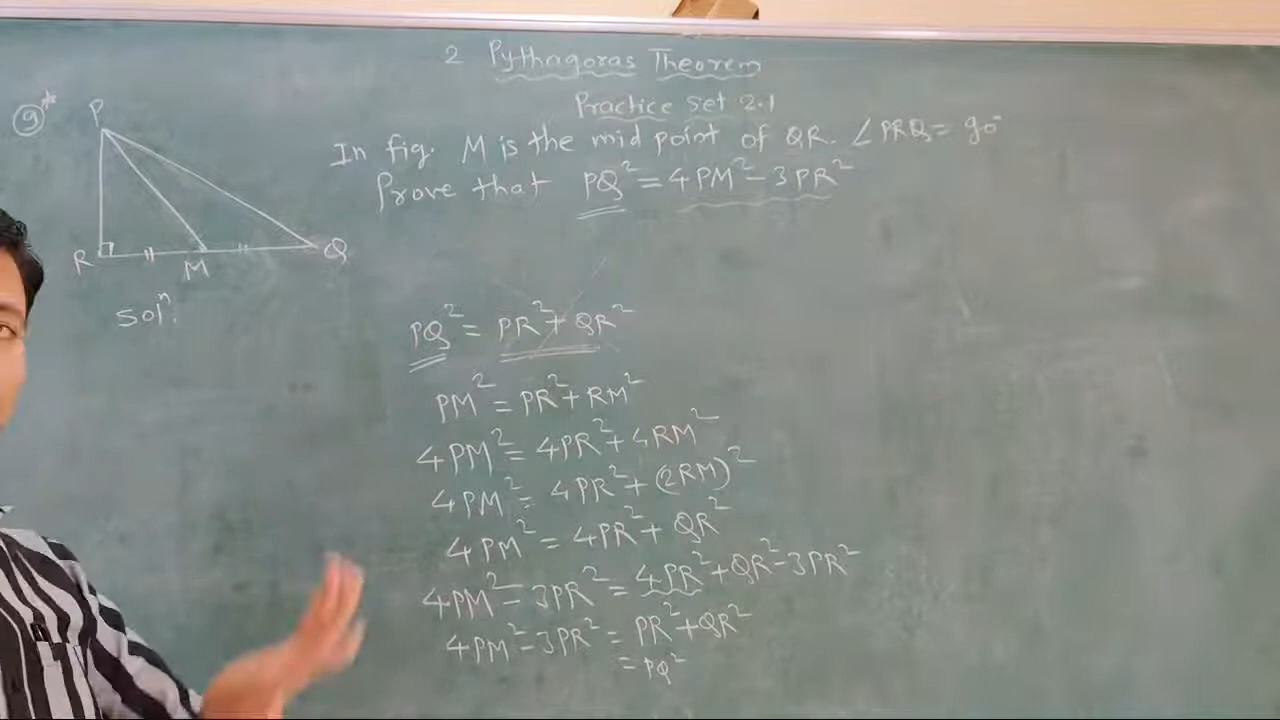 2 Pythagoras Theorem
Practice set 2.1
9*
In fig. M is the mid point of QR. ∠PRQ = 90°
Prove that PQ² = 4PM² - 3PR²
P
R
M
Q
Solⁿ:
PQ² = PR² + QR²
PM² = PR² + RM²
4PM² = 4PR² + 4RM²
4PM² = 4PR² + (2RM)²
4PM² = 4PR² + QR²
4PM² - 3PR² = 4PR² + QR² - 3PR²
4PM² - 3PR² = PR² + QR²
= PQ²